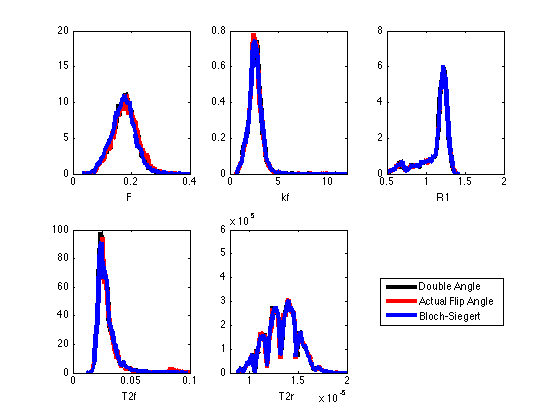 20
15
10
5
0
0 0.2 0.4
F
0.8
0.6
0.4
0.2
0
0 5 10
kf
8
6
4
2
0
0.5 1 1.5 2
R1
100
80
60
40
20
0
0 0.05 0.1
T2f
x 10^5
6
5
4
3
2
1
0
1 1.5 2
T2r
x 10^-5
Double Angle
Actual Flip Angle
Bloch-Siegert